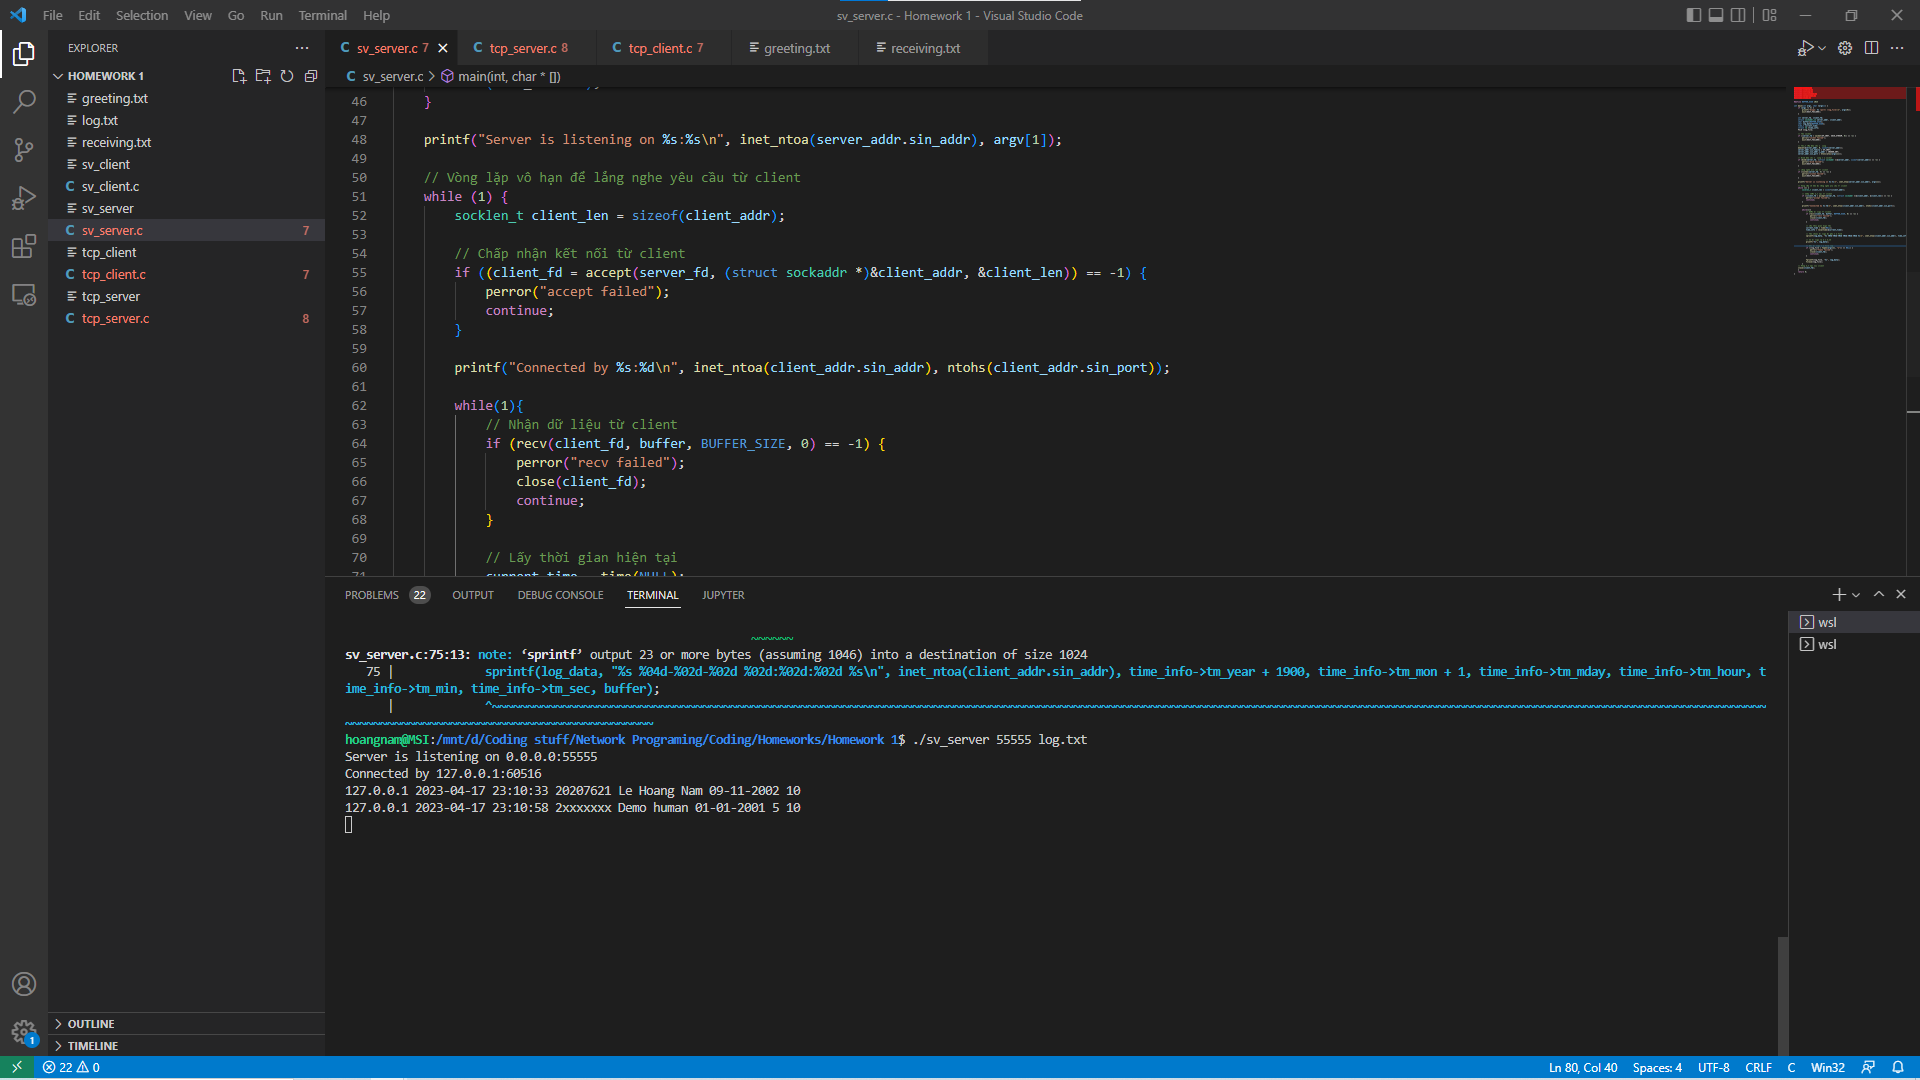 File Edit Selection View Go Run Terminal Help
sv_server.c - Homework 1 - Visual Studio Code
EXPLORER
HOMEWORK 1
greeting.txt
log.txt
receiving.txt
sv_client
C sv_client.c
sv_server
C sv_server.c 7
tcp_client
C tcp_client.c 7
tcp_server
C tcp_server.c 8
OUTLINE
TIMELINE
C sv_server.c 7 C tcp_server.c 8 C tcp_client.c 7 greeting.txt receiving.txt
C sv_server.c > main(int, char * [])
46 }
47
48 printf("Server is listening on %s:%s\n", inet_ntoa(server_addr.sin_addr), argv[1]);
49
50 // Vòng lặp vô hạn để lắng nghe yêu cầu từ client
51 while (1) {
52 socklen_t client_len = sizeof(client_addr);
53
54 // Chấp nhận kết nối từ client
55 if ((client_fd = accept(server_fd, (struct sockaddr *)&client_addr, &client_len)) == -1) {
56 perror("accept failed");
57 continue;
58 }
59
60 printf("Connected by %s:%d\n", inet_ntoa(client_addr.sin_addr), ntohs(client_addr.sin_port));
61
62 while(1){
63 // Nhận dữ liệu từ client
64 if (recv(client_fd, buffer, BUFFER_SIZE, 0) == -1) {
65 perror("recv failed");
66 close(client_fd);
67 continue;
68 }
69
70 // Lấy thời gian hiện tại
71 current_time = time(NULL);
PROBLEMS 22 OUTPUT DEBUG CONSOLE TERMINAL JUPYTER
~~~~~~
sv_server.c:75:13: note: ‘sprintf’ output 23 or more bytes (assuming 1046) into a destination of size 1024
75 | sprintf(log_data, "%s %04d-%02d-%02d %02d:%02d:%02d %s\n", inet_ntoa(client_addr.sin_addr), time_info->tm_year + 1900, time_info->tm_mon + 1, time_info->tm_mday, time_info->tm_hour, t
ime_info->tm_min, time_info->tm_sec, buffer);
hoangnam@MSI:/mnt/d/Coding stuff/Network Programing/Coding/Homeworks/Homework 1$ ./sv_server 55555 log.txt
Server is listening on 0.0.0.0:55555
Connected by 127.0.0.1:60516
127.0.0.1 2023-04-17 23:10:33 20207621 Le Hoang Nam 09-11-2002 10
127.0.0.1 2023-04-17 23:10:58 2xxxxxxx Demo human 01-01-2001 5 10
wsl
wsl
1
22 0
Ln 80, Col 40 Spaces: 4 UTF-8 CRLF C Win32